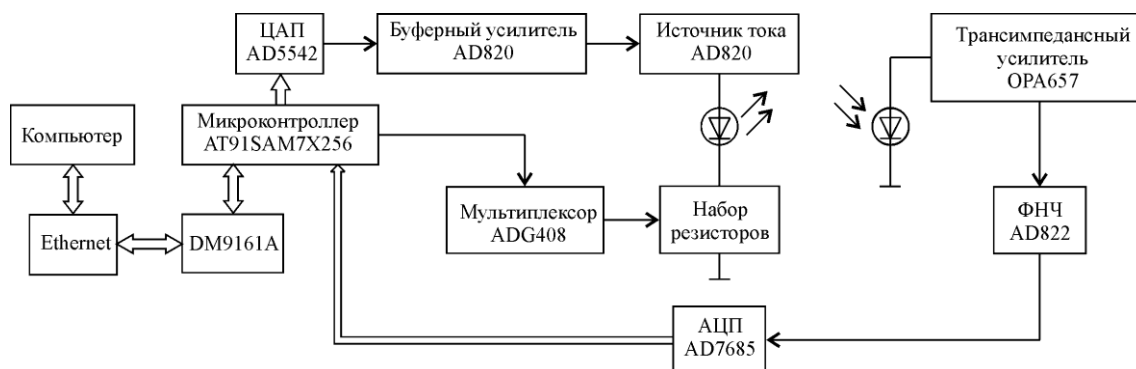 ЦАП
AD5542
Буферный усилитель
AD820
Источник тока
AD820
Трансимпедансный
усилитель
OPA657
Компьютер
Микроконтроллер
AT91SAM7X256
Мультиплексор
ADG408
Набор
резисторов
ФНЧ
AD822
Ethernet
DM9161A
АЦП
AD7685